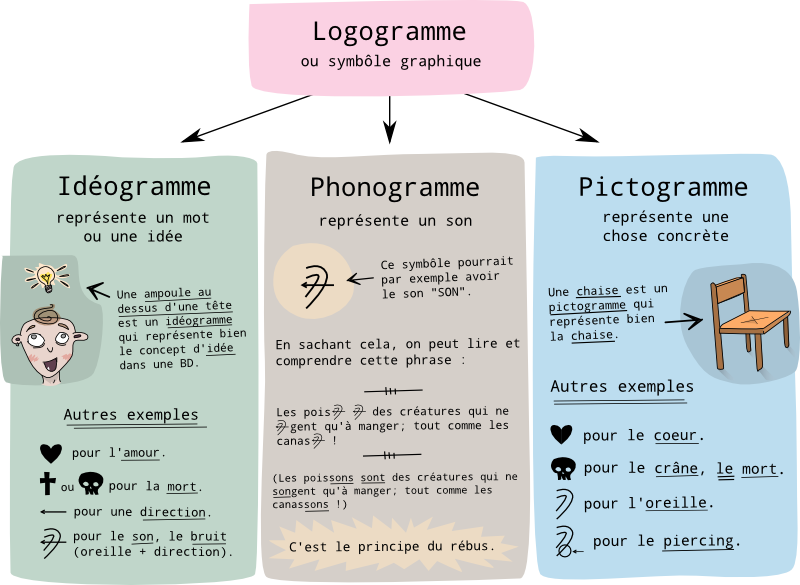 Logogramme
ou symbôle graphique
Idéogramme
représente un mot
ou une idée
Une ampoule au
dessus d'une tête
est un idéogramme
qui représente bien
le concept d'idée
dans une BD.
Autres exemples
pour l'amour.
ou pour la mort.
pour une direction.
pour le son, le bruit
(oreille + direction).
Phonogramme
représente un son
Ce symbole pourrait
par exemple avoir
le son "SON".
En sachant cela, on peut lire et
comprendre cette phrase :
Les pois des créatures qui ne
gent qu'à manger; tout comme les
canas !
(Les poissons sont des créatures qui ne
songent qu'à manger; tout comme les
canassons !)
C'est le principe du rébus.
Pictogramme
représente une
chose concrète
Une chaise est un
pictogramme qui
représente bien
la chaise.
Autres exemples
pour le coeur.
pour le crâne, le mort.
pour l'oreille.
pour le piercing.